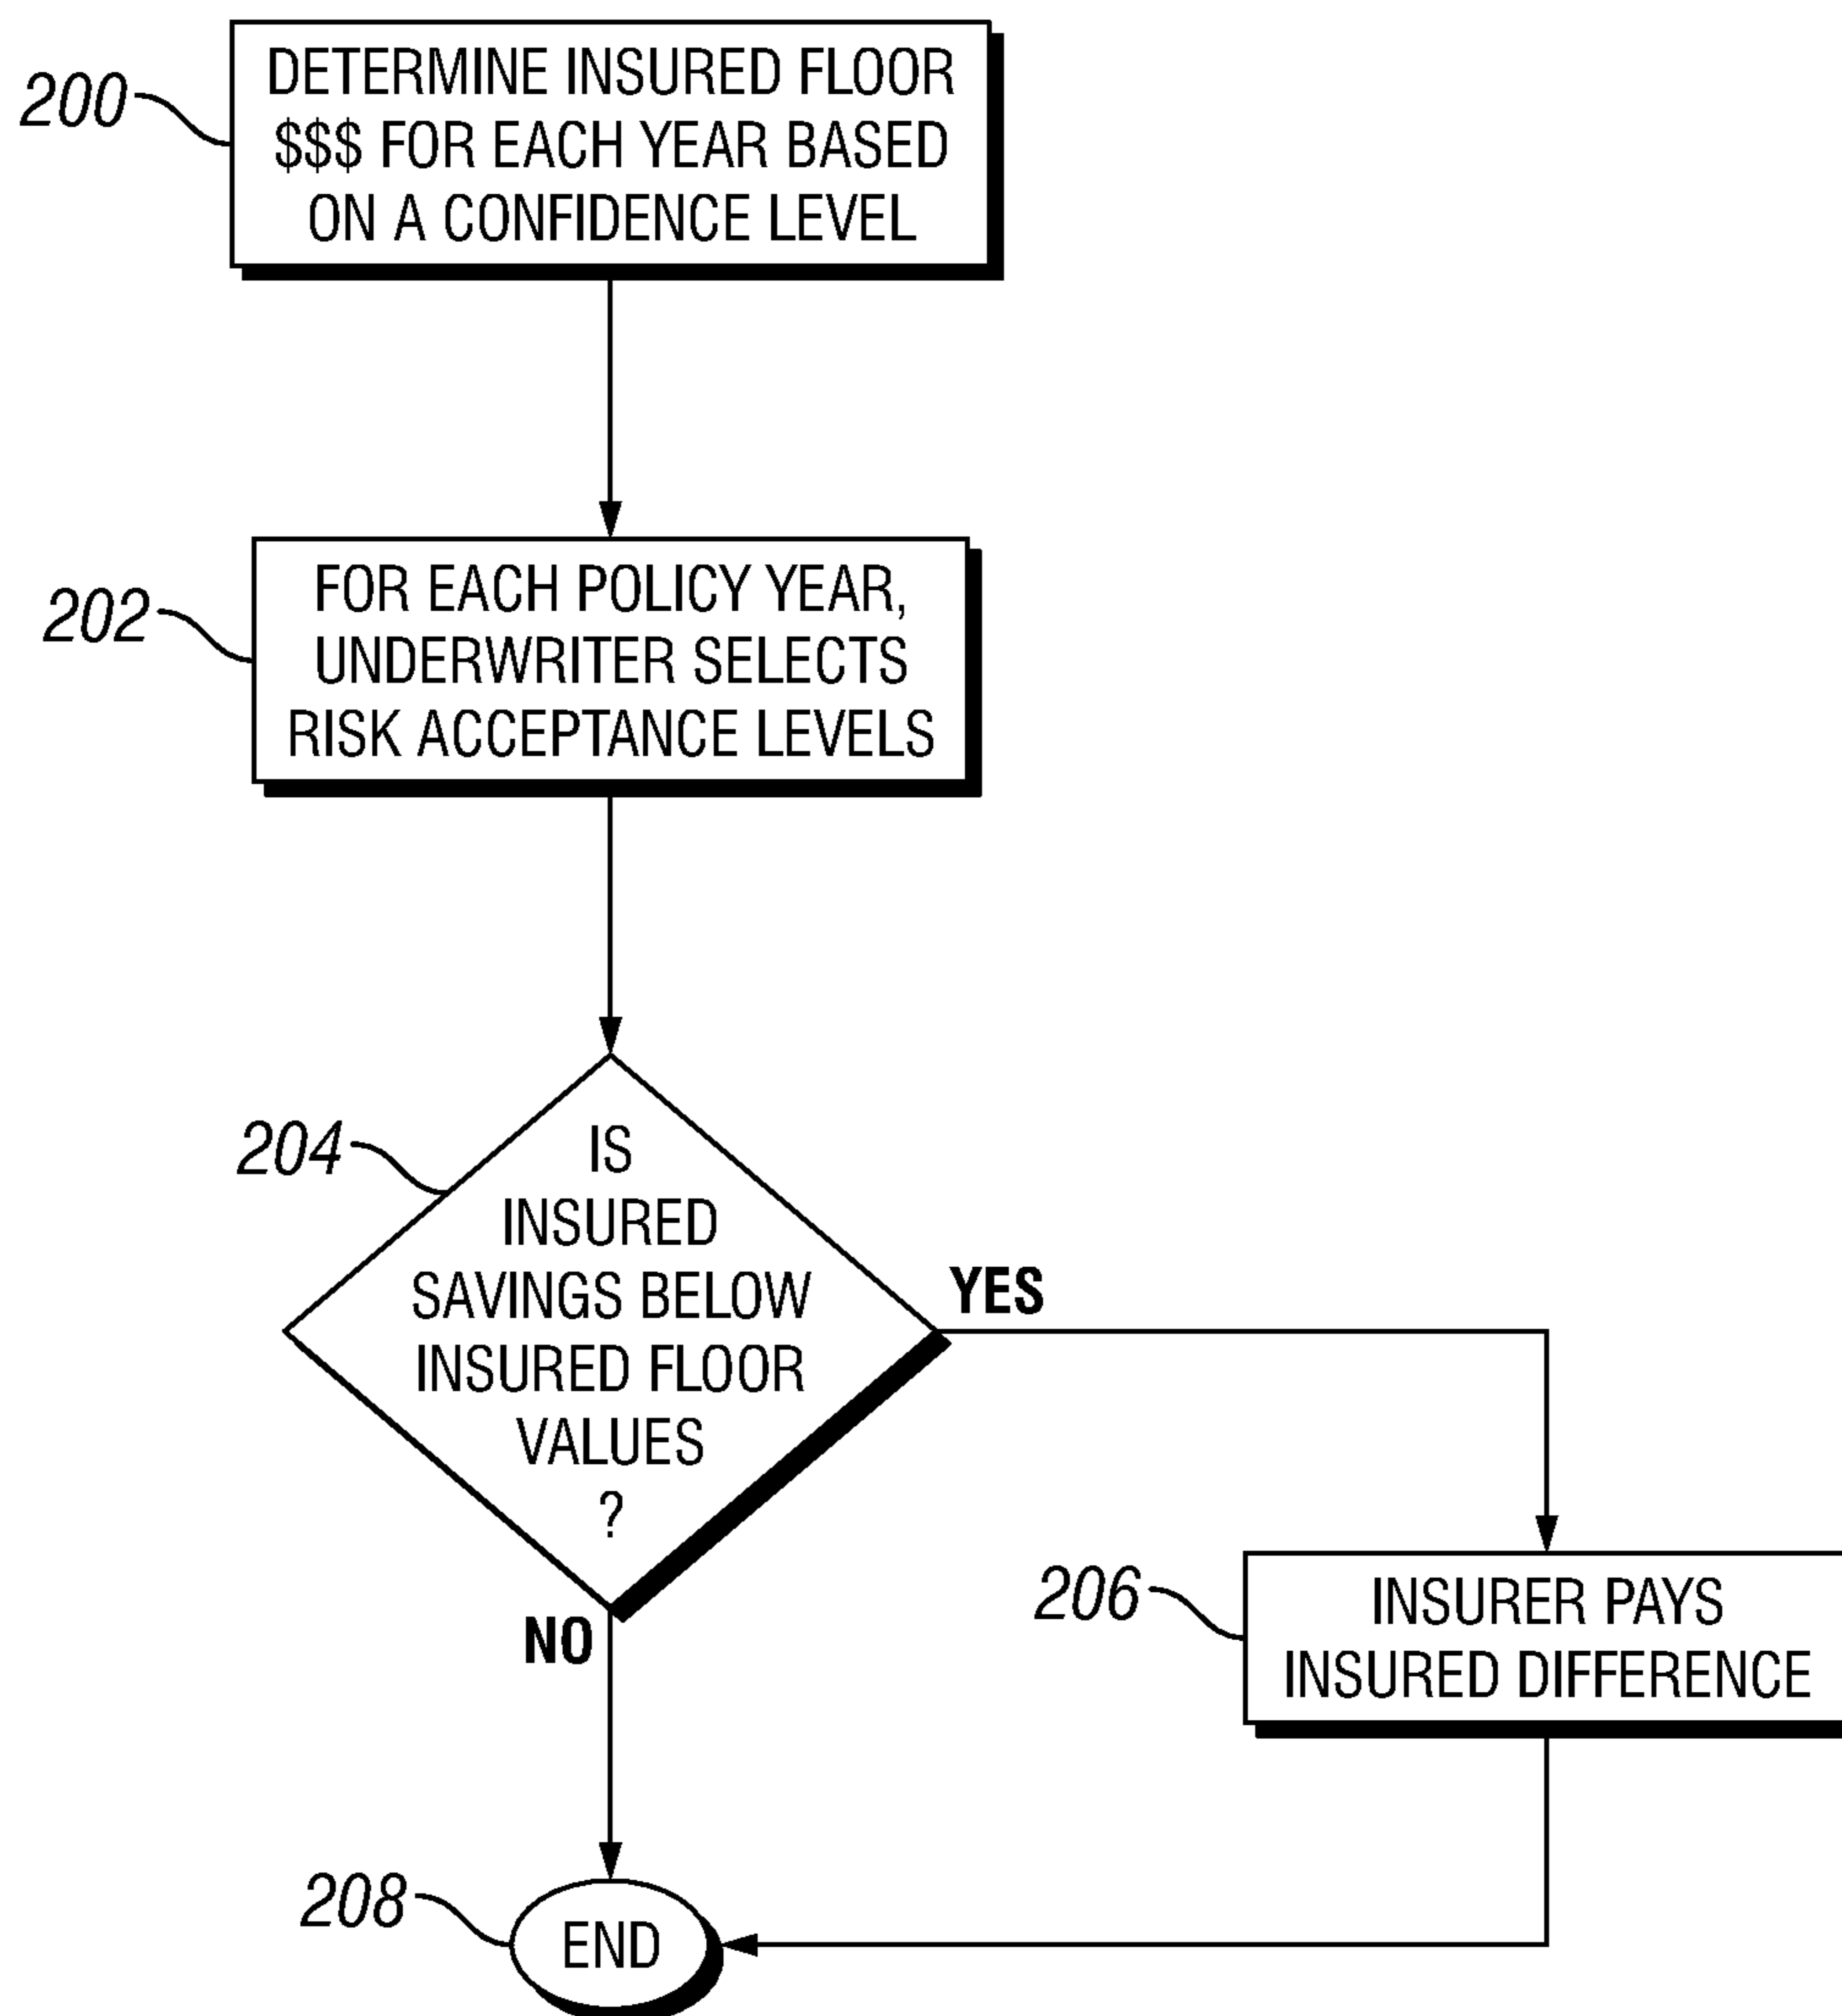 200
DETERMINE INSURED FLOOR
$$$ FOR EACH YEAR BASED
ON A CONFIDENCE LEVEL
202
FOR EACH POLICY YEAR,
UNDERWRITER SELECTS
RISK ACCEPTANCE LEVELS
204
IS
INSURED
SAVINGS BELOW
INSURED FLOOR
VALUES
?
YES
NO
206
INSURER PAYS
INSURED DIFFERENCE
208
END